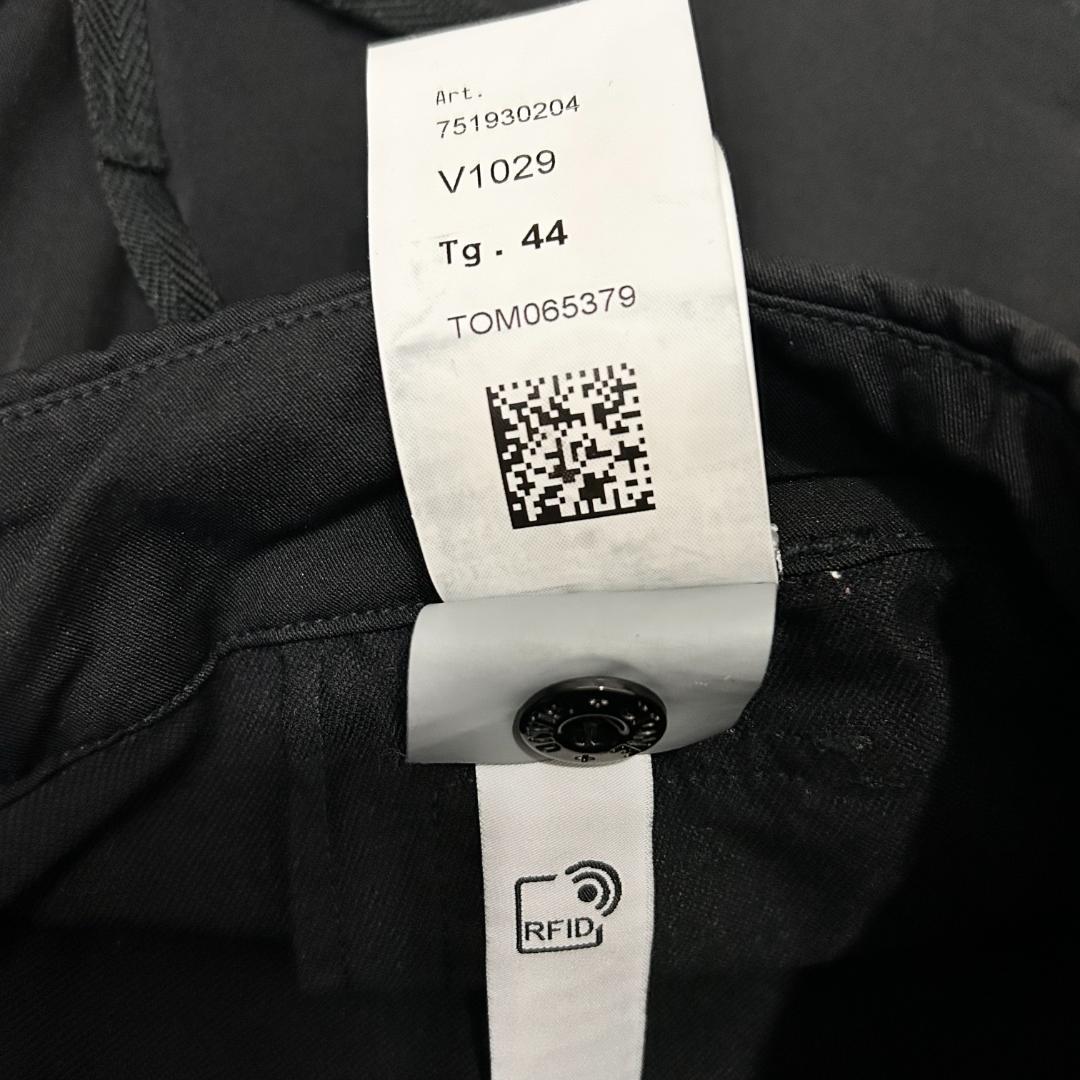 Art.
751930204
V1029
Tg. 44
TOM065379
RFID